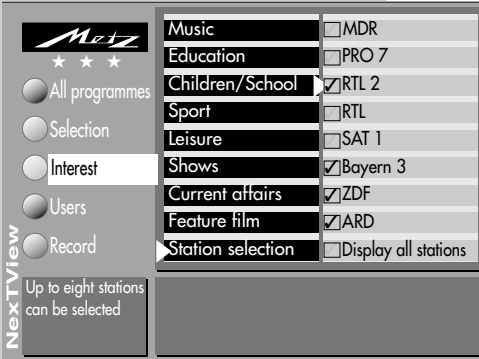 Metz
All programmes
Selection
Interest
Users
Record
NexTView
Music
Education
Children/School
Sport
Leisure
Shows
Current affairs
Feature film
Station selection
MDR
PRO 7
RTL 2
RTL
SAT 1
Bayern 3
ZDF
ARD
Display all stations
Up to eight stations
can be selected